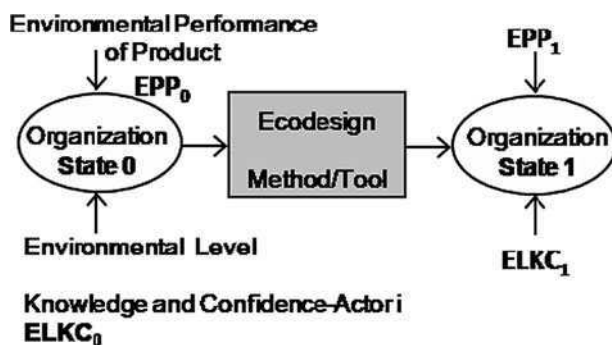 Environmental Performance
of Product
EPP₀
Organization
State 0
Environmental Level
Knowledge and Confidence-Actor i
ELKC₀
Ecodesign
Method/Tool
EPP₁
Organization
State 1
ELKC₁